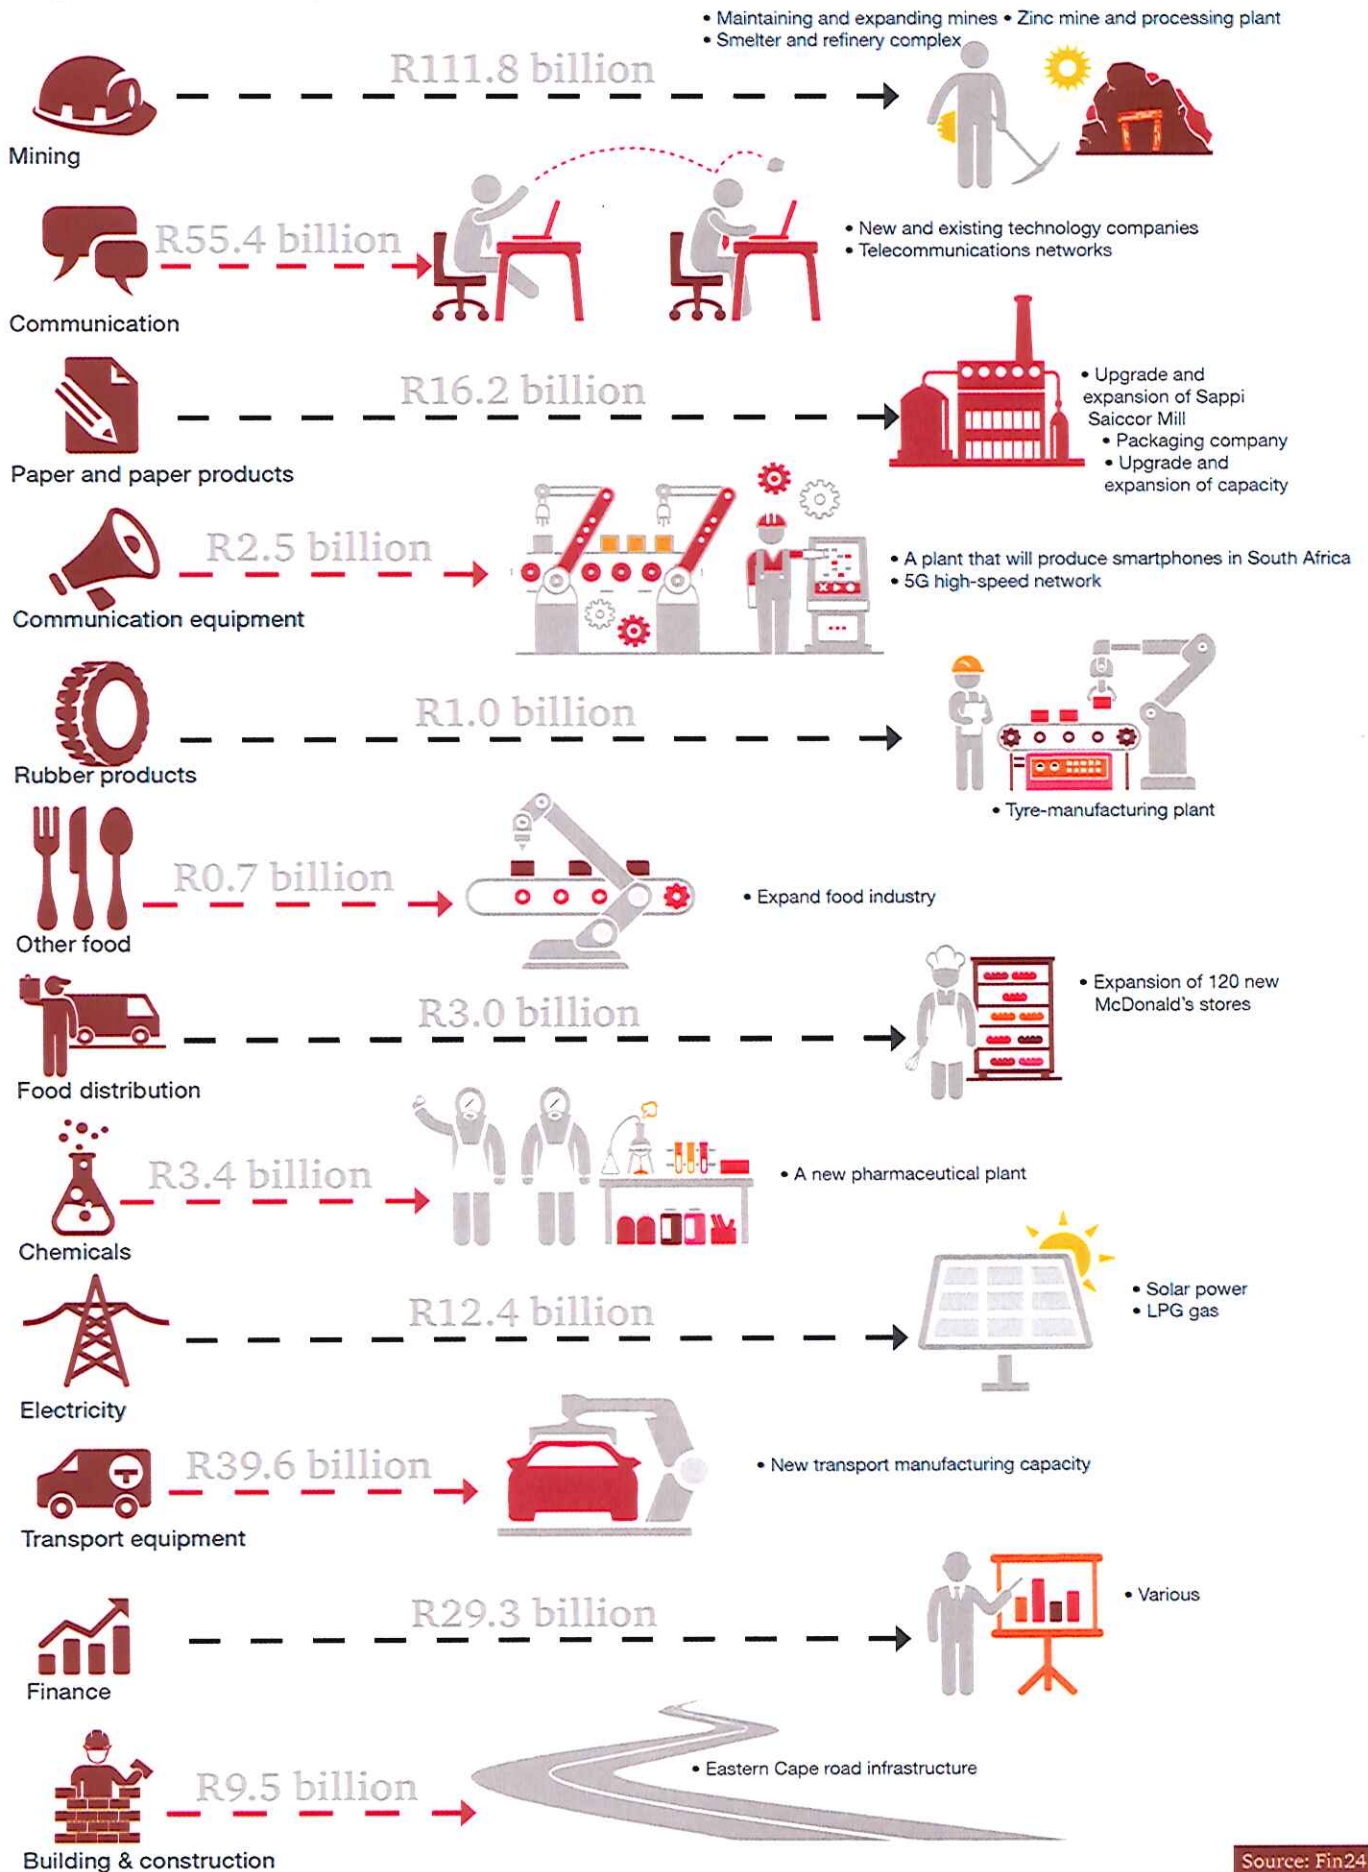 • Maintaining and expanding mines • Zinc mine and processing plant
• Smelter and refinery complex
R111.8 billion
Mining
R55.4 billion
• New and existing technology companies
• Telecommunications networks
Communication
R16.2 billion
• Upgrade and
expansion of Sappi
Saiccor Mill
• Packaging company
• Upgrade and
expansion of capacity
Paper and paper products
R2.5 billion
• A plant that will produce smartphones in South Africa
• 5G high-speed network
Communication equipment
R1.0 billion
Rubber products
• Tyre-manufacturing plant
R0.7 billion
• Expand food industry
Other food
R3.0 billion
• Expansion of 120 new
McDonald's stores
Food distribution
R3.4 billion
• A new pharmaceutical plant
Chemicals
R12.4 billion
• Solar power
• LPG gas
Electricity
R39.6 billion
• New transport manufacturing capacity
Transport equipment
R29.3 billion
• Various
Finance
R9.5 billion
• Eastern Cape road infrastructure
Building & construction
Source: Fin24